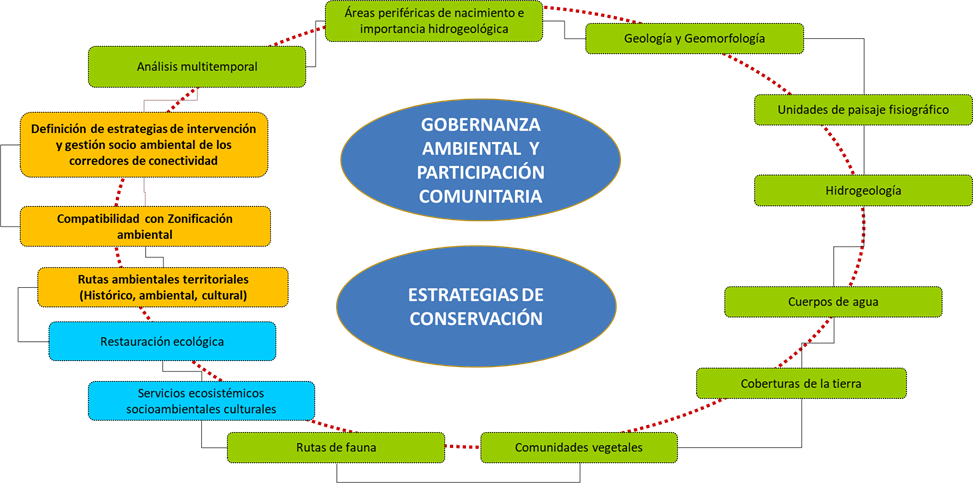 Áreas periféricas de nacimiento e
importancia hidrogeológica
Geología y Geomorfología
Análisis multitemporal
Unidades de paisaje fisiográfico
GOBERNANZA
AMBIENTAL Y
PARTICIPACIÓN
COMUNITARIA
Definición de estrategias de intervención
y gestión socio ambiental de los
corredores de conectividad
Hidrogeología
Compatibilidad con Zonificación
ambiental
Rutas ambientales territoriales
(Histórico, ambiental, cultural)
ESTRATEGIAS DE
CONSERVACIÓN
Cuerpos de agua
Restauración ecológica
Coberturas de la tierra
Servicios ecosistémicos
socioambientales culturales
Rutas de fauna
Comunidades vegetales